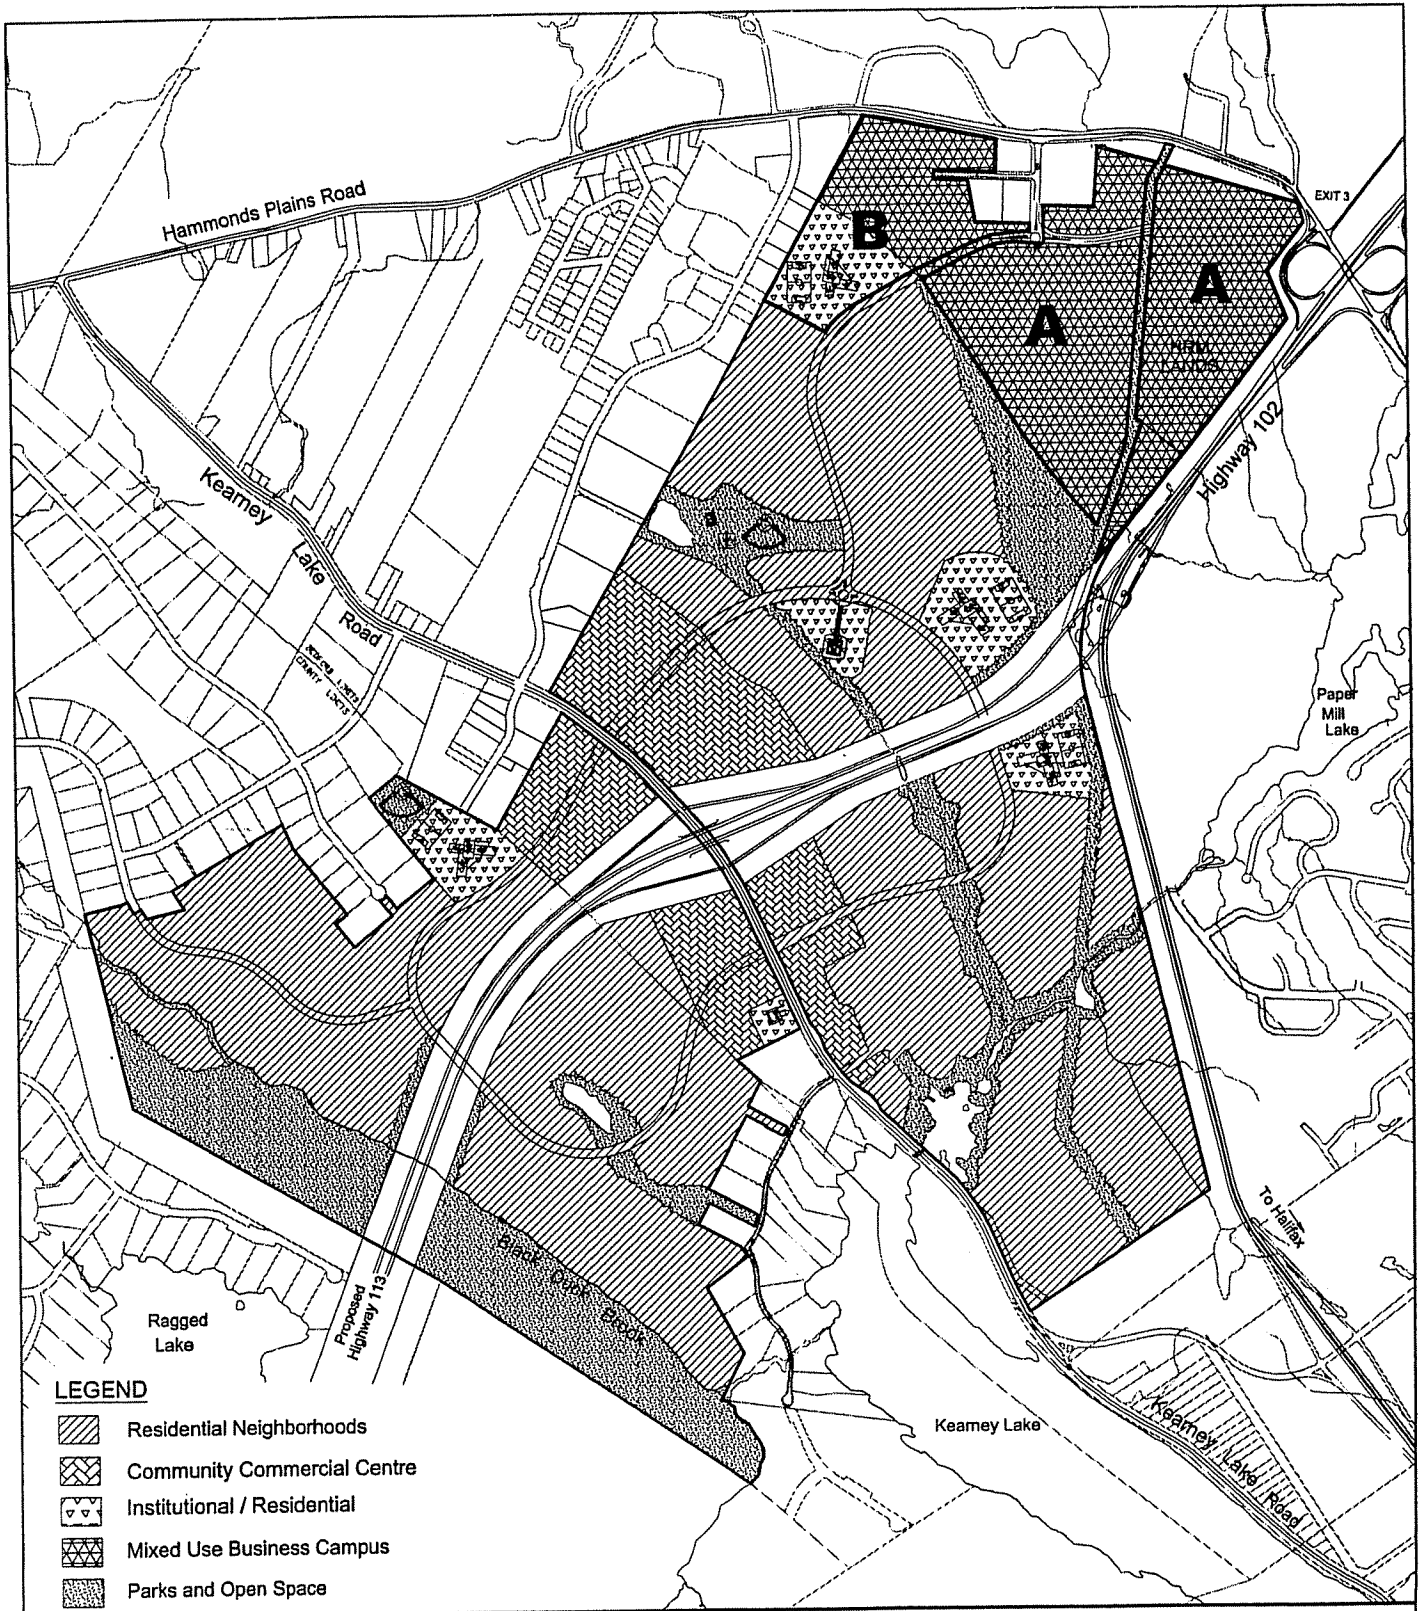 Hammonds Plains Road
EXIT 3
B
A
A
HRM
LANDS
Highway 102
Kearney
Lake
Road
Paper
Mill
Lake
To Halifax
Black Duck Brook
Proposed
Highway 113
Ragged
Lake
Kearney Lake
Kearney Lake Road
LEGEND
Residential Neighborhoods
Community Commercial Centre
Institutional / Residential
Mixed Use Business Campus
Parks and Open Space